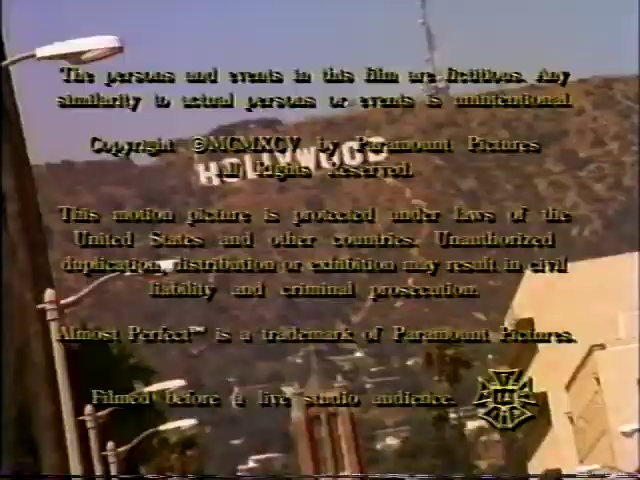 The persons and events in this film are fictitious. Any
similarity to actual persons or events is unintentional.
Copyright ©MCMXCV by Paramount Pictures
HOLLYWOOD
All Rights Reserved.
This motion picture is protected under laws of the
United States and other countries. Unauthorized
duplication, distribution or exhibition may result in civil
liability and criminal prosecution.
Almost Perfect™ is a trademark of Paramount Pictures.
Filmed before a live studio audience.